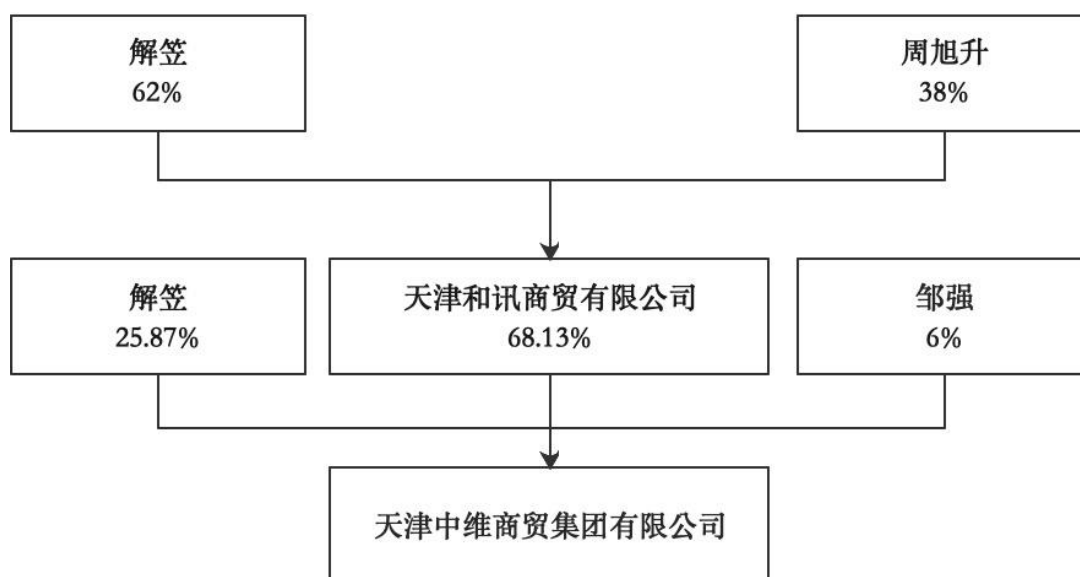 解笠
62%
周旭升
38%
解笠
25.87%
天津和讯商贸有限公司
68.13%
邹强
6%
天津中维商贸集团有限公司